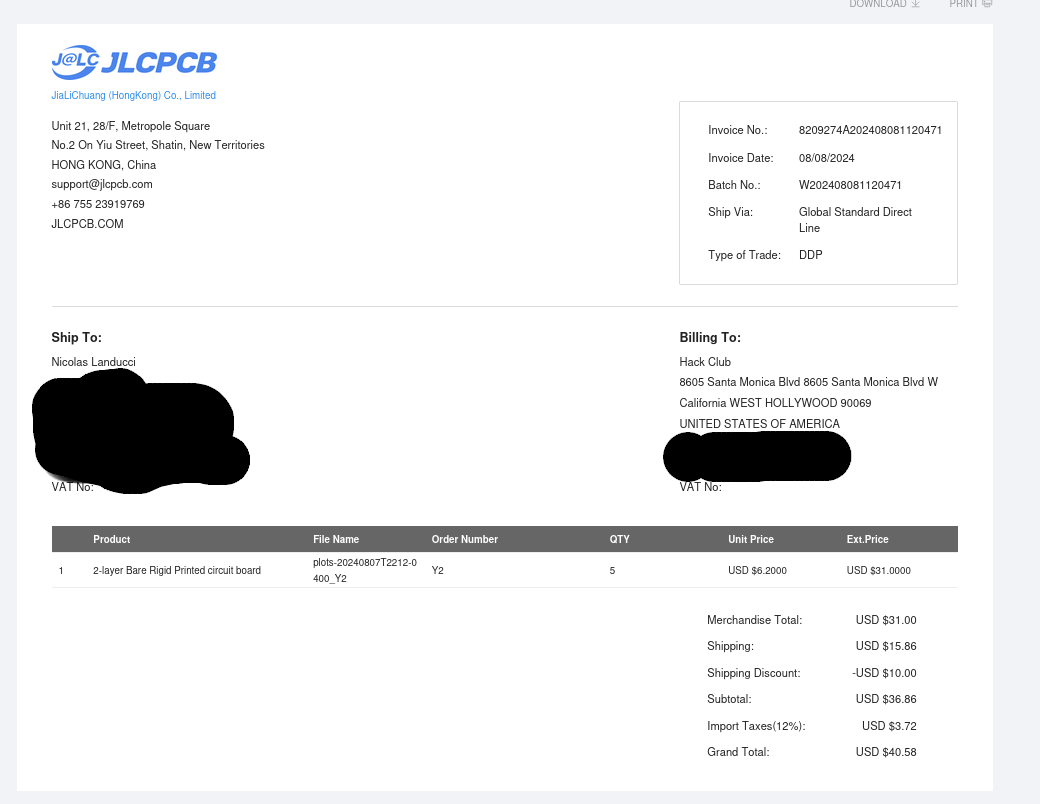 DOWNLOAD PRINT
J@LC JLCPCB
JiaLiChuang (HongKong) Co., Limited
Unit 21, 28/F, Metropole Square
No.2 On Yiu Street, Shatin, New Territories
HONG KONG, China
support@jlcpcb.com
+86 755 23919769
JLCPCB.COM
Invoice No.: 8209274A202408081120471
Invoice Date: 08/08/2024
Batch No.: W202408081120471
Ship Via: Global Standard Direct
Line
Type of Trade: DDP
Ship To:
Nicolas Landucci
VAT No:
Billing To:
Hack Club
8605 Santa Monica Blvd 8605 Santa Monica Blvd W
California WEST HOLLYWOOD 90069
UNITED STATES OF AMERICA
VAT No:
Product File Name Order Number QTY Unit Price Ext.Price
1 2-layer Bare Rigid Printed circuit board plots-20240807T2212-0 Y2 5 USD $6.2000 USD $31.0000
400_Y2
Merchandise Total: USD $31.00
Shipping: USD $15.86
Shipping Discount: -USD $10.00
Subtotal: USD $36.86
Import Taxes(12%): USD $3.72
Grand Total: USD $40.58